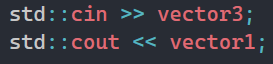 std::cin >> vector3;
std::cout << vector1;